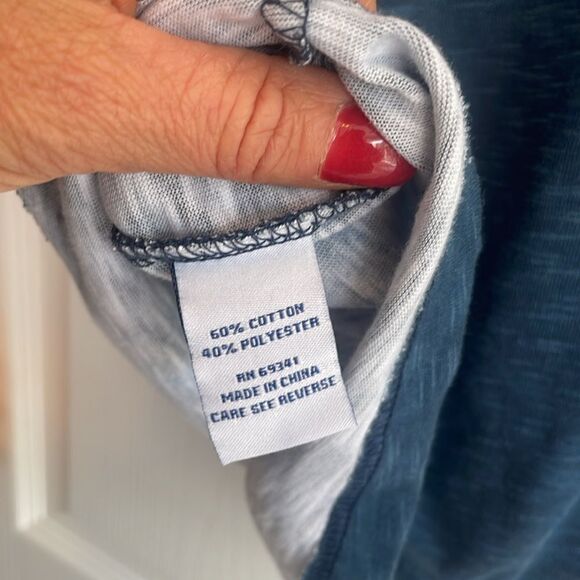 60% COTTON
40% POLYESTER
RN 69341
MADE IN CHINA
CARE SEE REVERSE